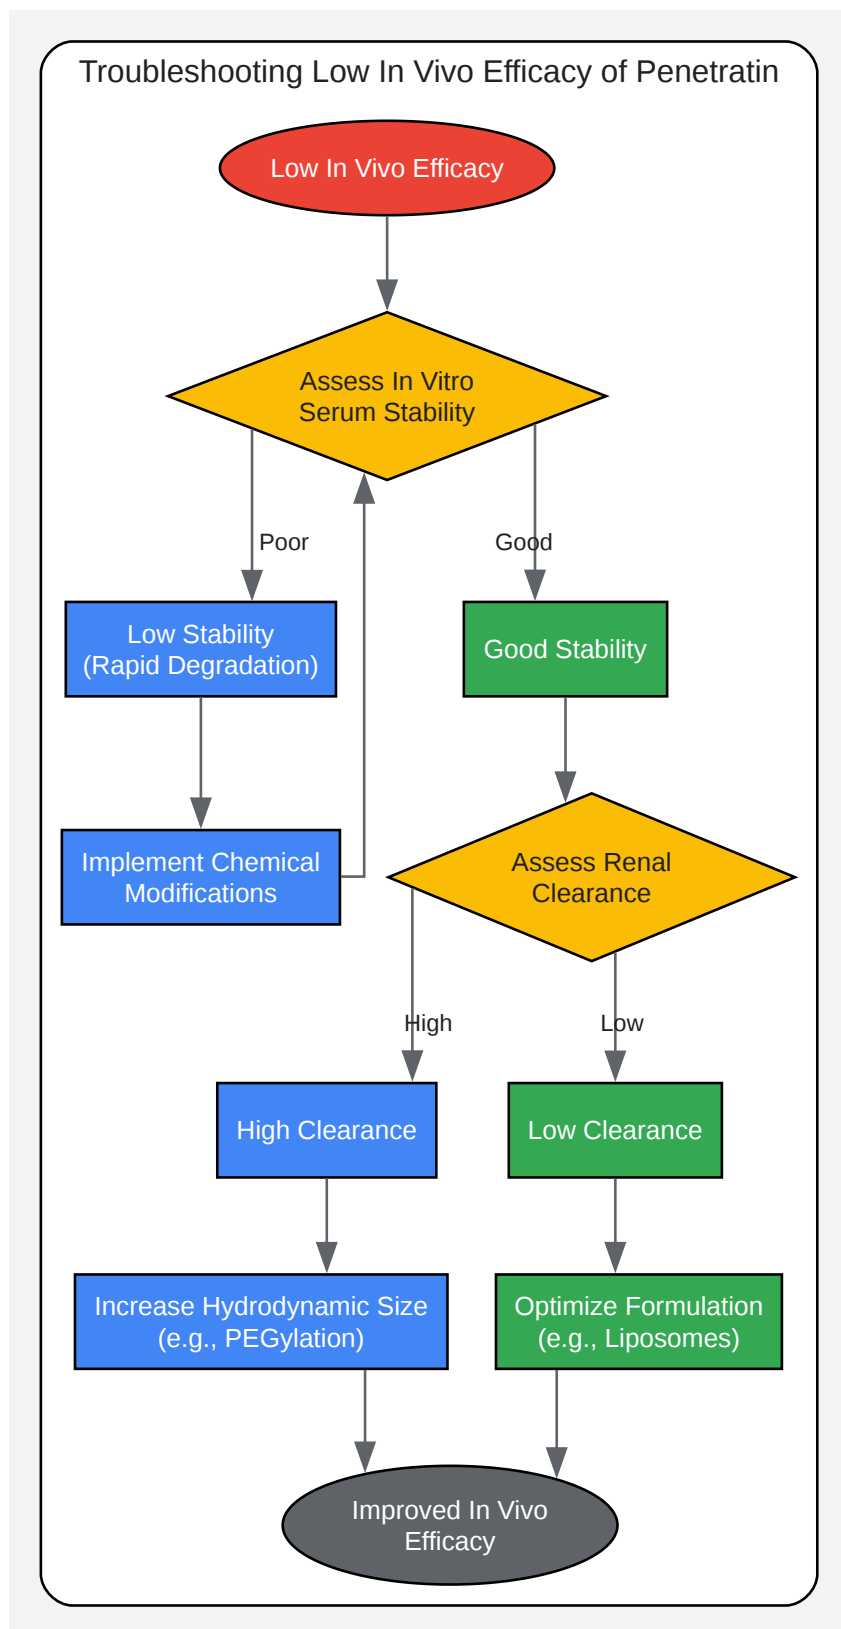 Troubleshooting Low In Vivo Efficacy of Penetratin
Low In Vivo Efficacy
Assess In Vitro
Serum Stability
Poor
Good
Low Stability
(Rapid Degradation)
Good Stability
Implement Chemical
Modifications
Assess Renal
Clearance
High
Low
High Clearance
Low Clearance
Increase Hydrodynamic Size
(e.g., PEGylation)
Optimize Formulation
(e.g., Liposomes)
Improved In Vivo
Efficacy